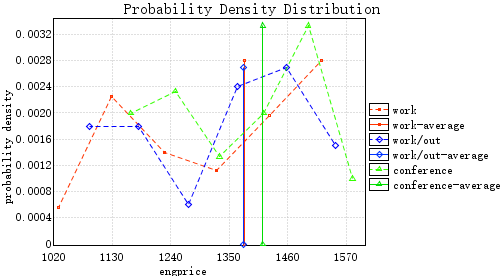 Probability Density Distribution
probability density
0.0032
0.0028
0.0024
0.0020
0.0016
0.0012
0.0008
0.0004
0
1020 1130 1240 1350 1460 1570
engprice
work
work-average
work/out
work/out-average
conference
conference-average